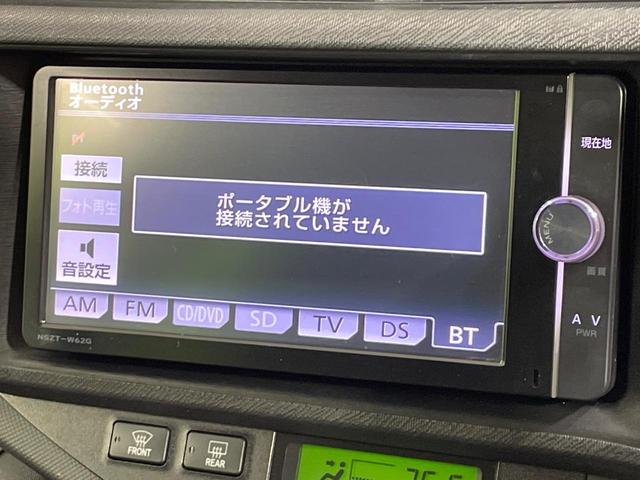 Bluetooth
オーディオ
接続
フォト再生
音設定
ポータブル機が
接続されていません
AM FM CD/DVD SD TV DS BT
NSZT-W62G
現在地
MENU
画質
AV
PWR
FRONT
REAR